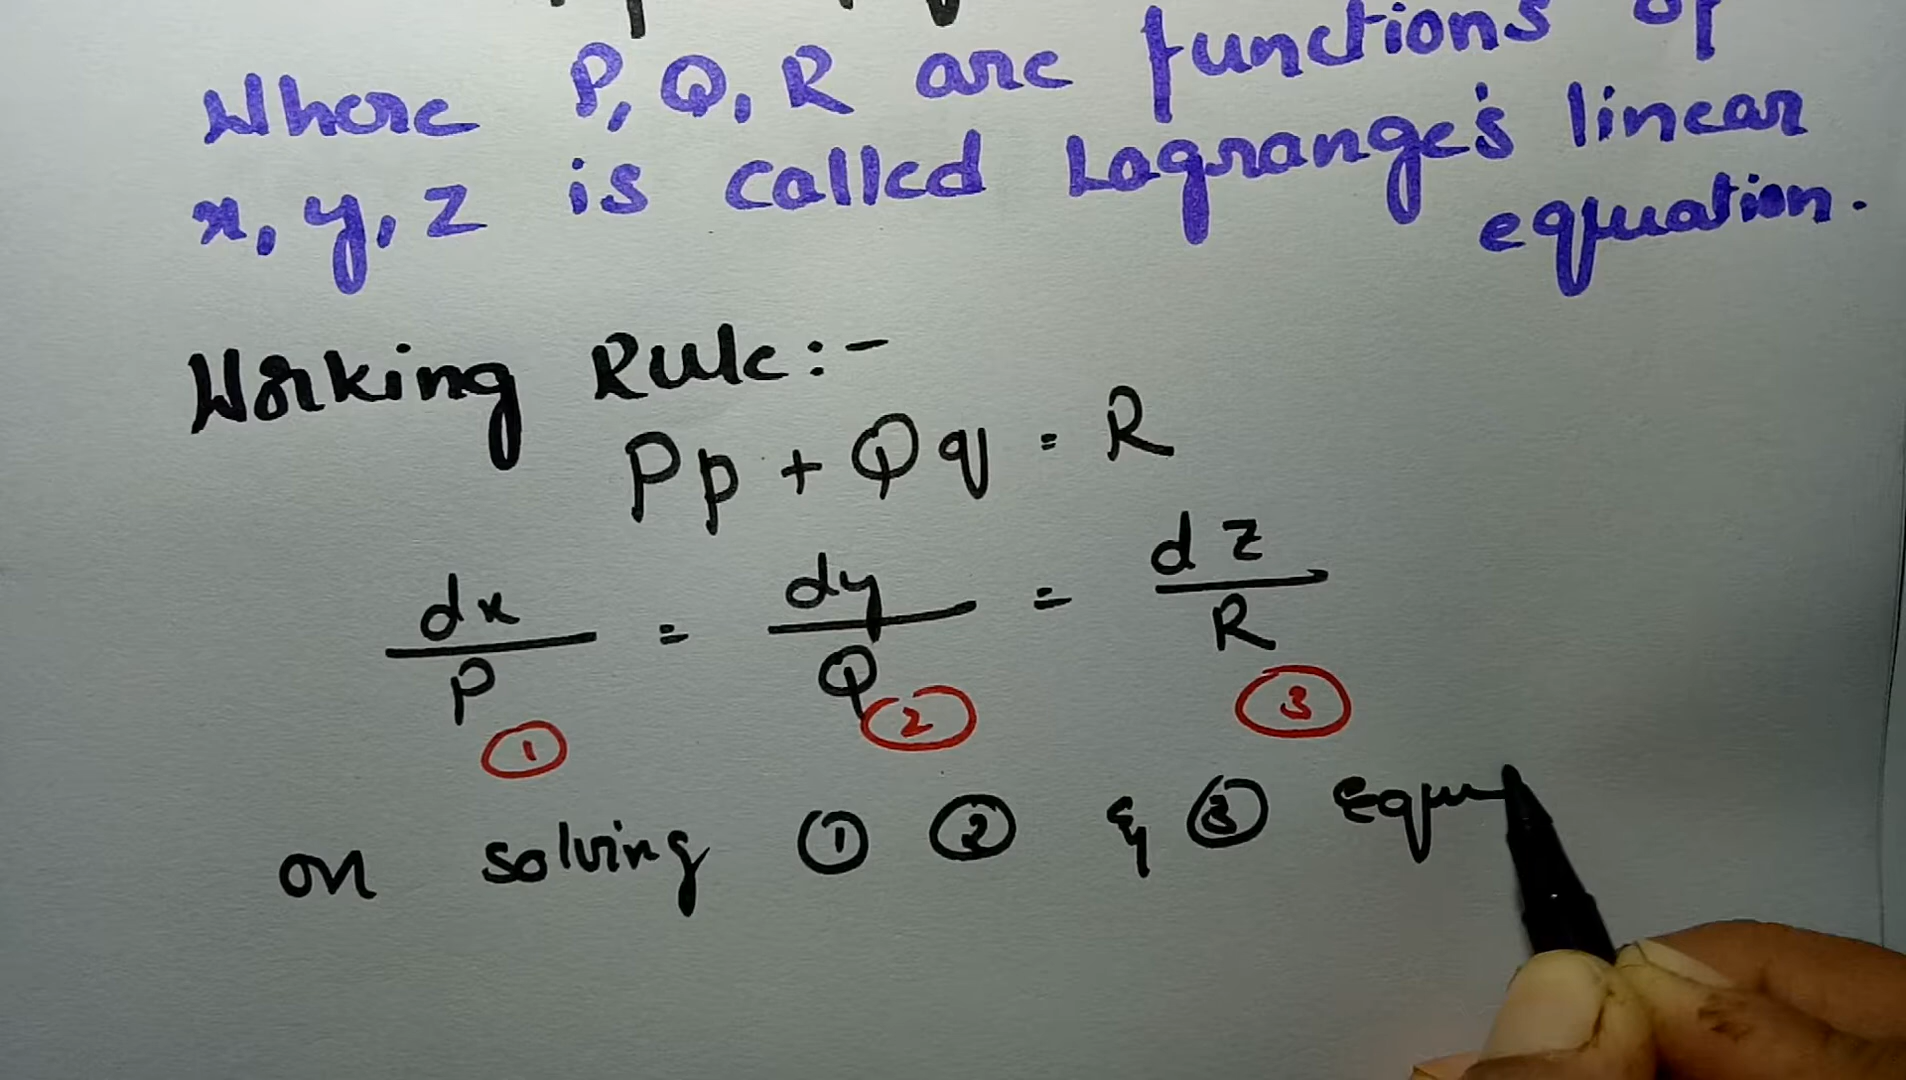 Where P, Q, R are functions of
x, y, z is called Lagrange's linear
equation.
Working Rule:-
Pp + Qq = R
dx/P = dy/Q = dz/R
① ② ③
on solving ① ② & ③ equ